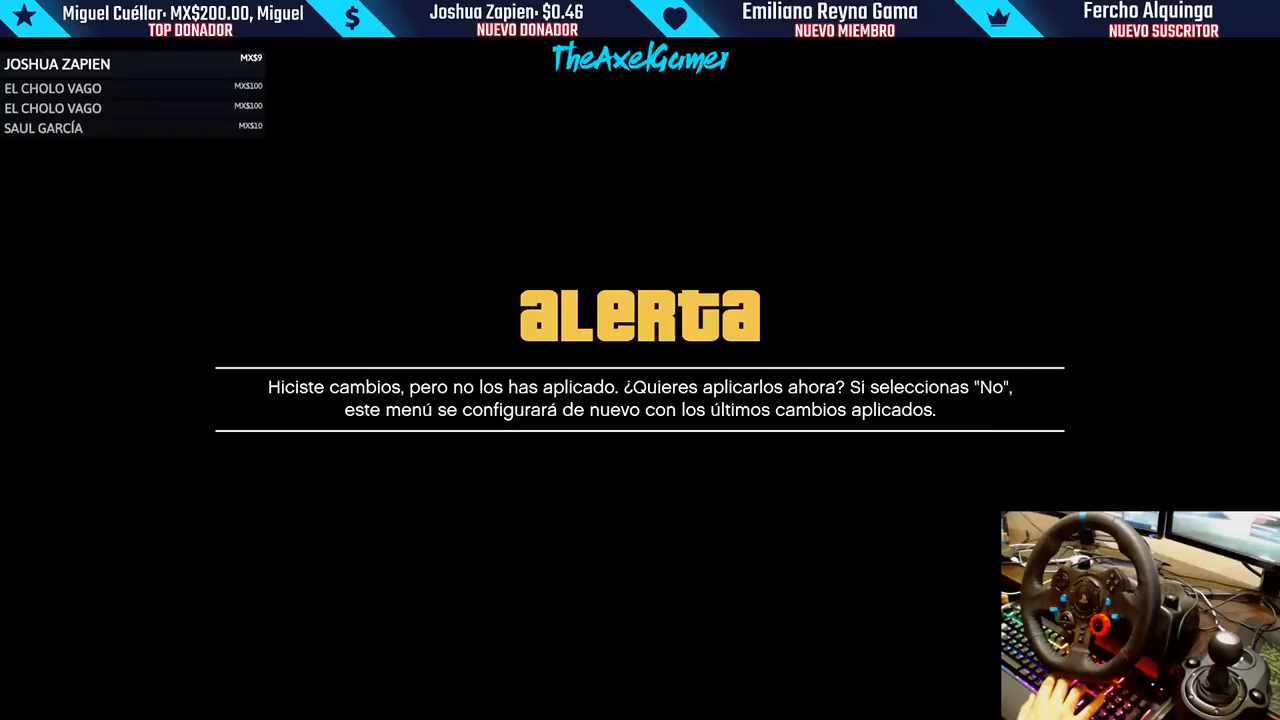 Miguel Cuéllar: MX$200.00, Miguel
TOP DONADOR
Joshua Zapien: $0.46
NUEVO DONADOR
Emiliano Reyna Gama
NUEVO MIEMBRO
Fercho Alquinga
NUEVO SUSCRITOR
JOSHUA ZAPIEN MX$9
EL CHOLO VAGO MX$100
EL CHOLO VAGO MX$100
SAUL GARCÍA MX$10
TheAxelGamer
alerta
Hiciste cambios, pero no los has aplicado. ¿Quieres aplicarlos ahora? Si seleccionas "No",
este menú se configurará de nuevo con los últimos cambios aplicados.